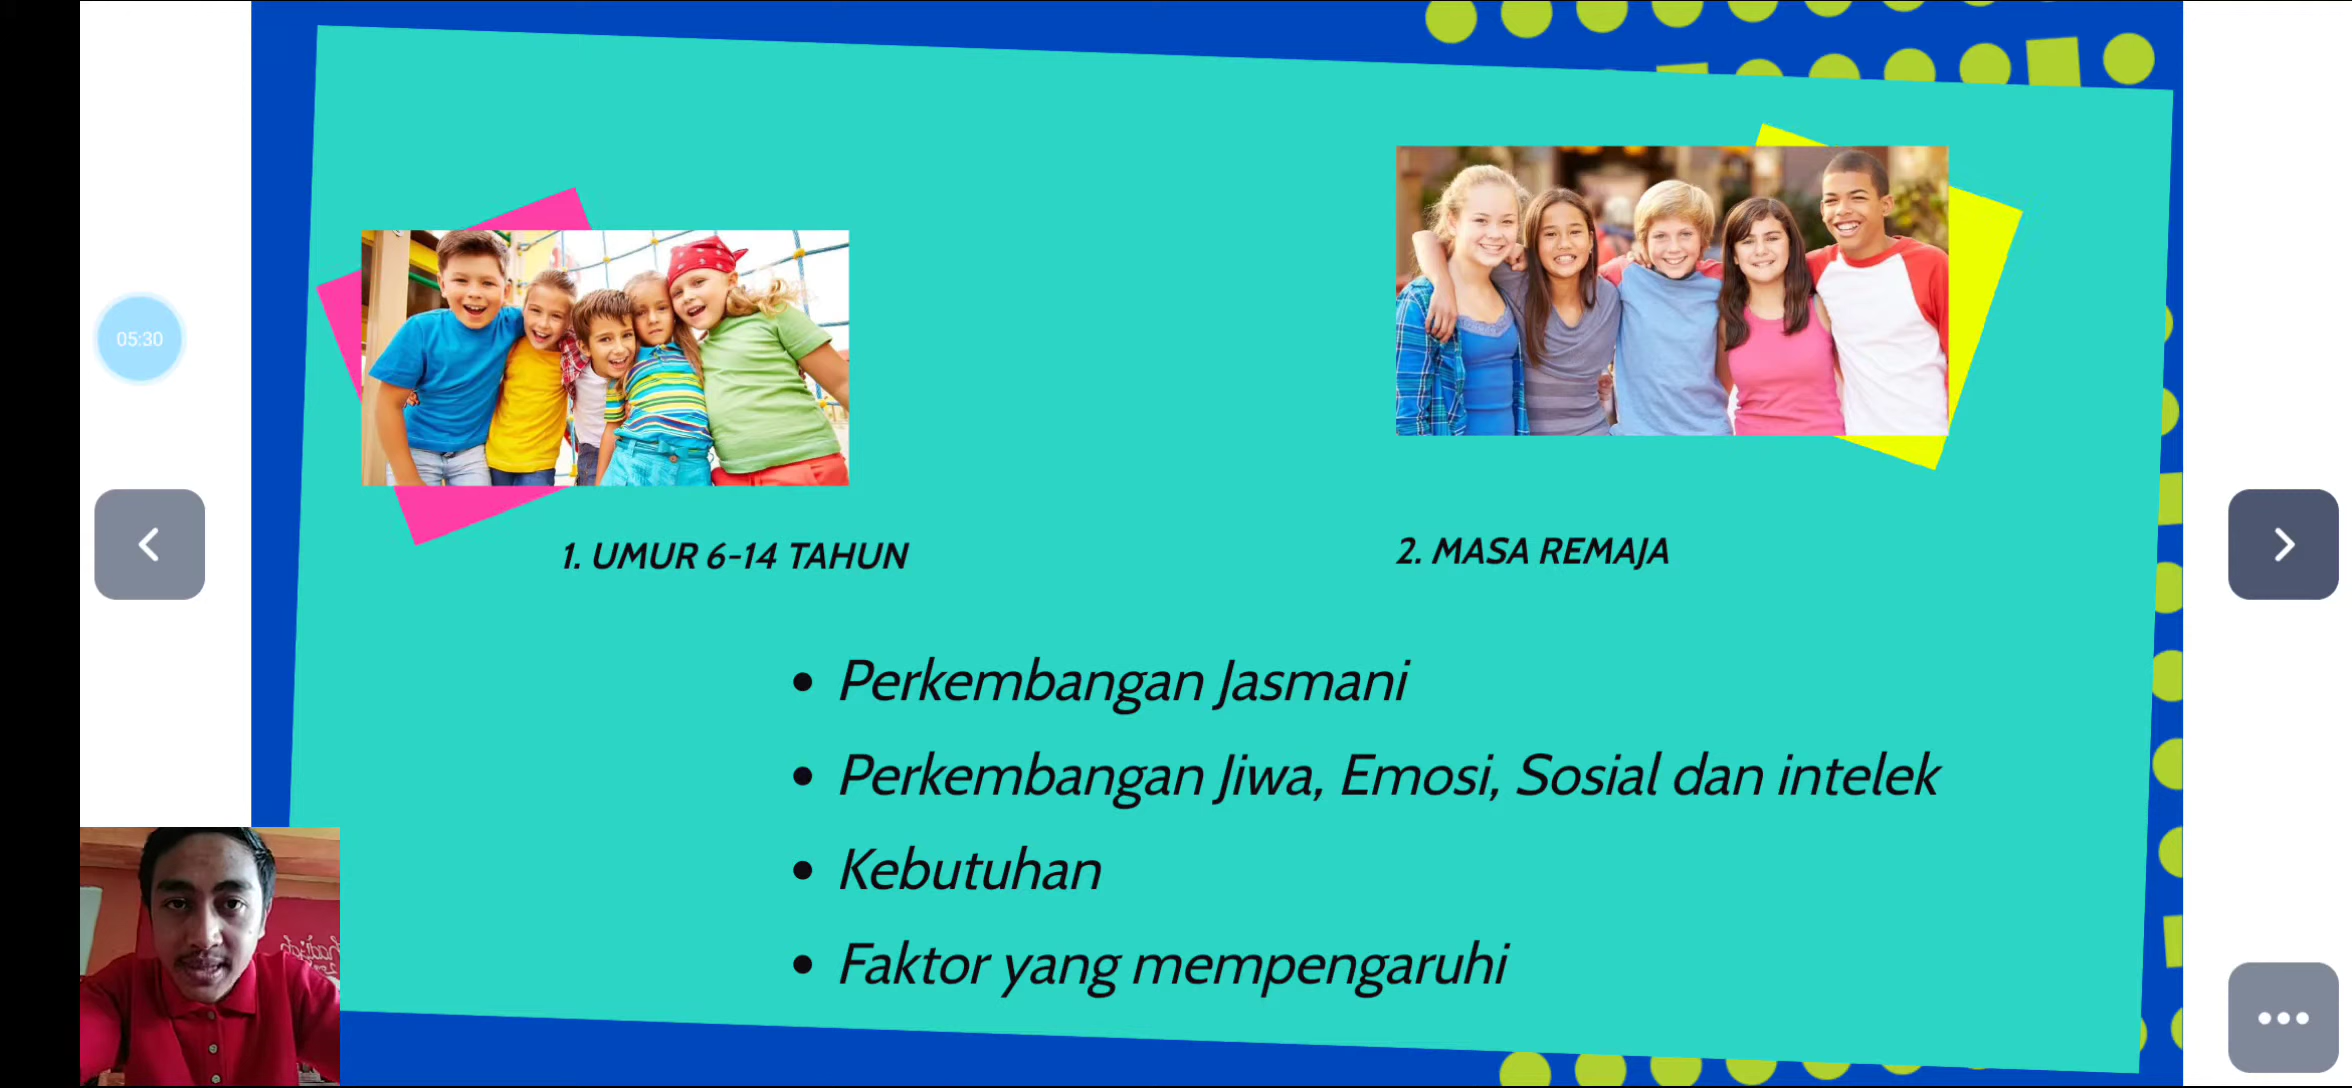 05:30
1. UMUR 6-14 TAHUN
2. MASA REMAJA
• Perkembangan Jasmani
• Perkembangan Jiwa, Emosi, Sosial dan intelek
• Kebutuhan
• Faktor yang mempengaruhi